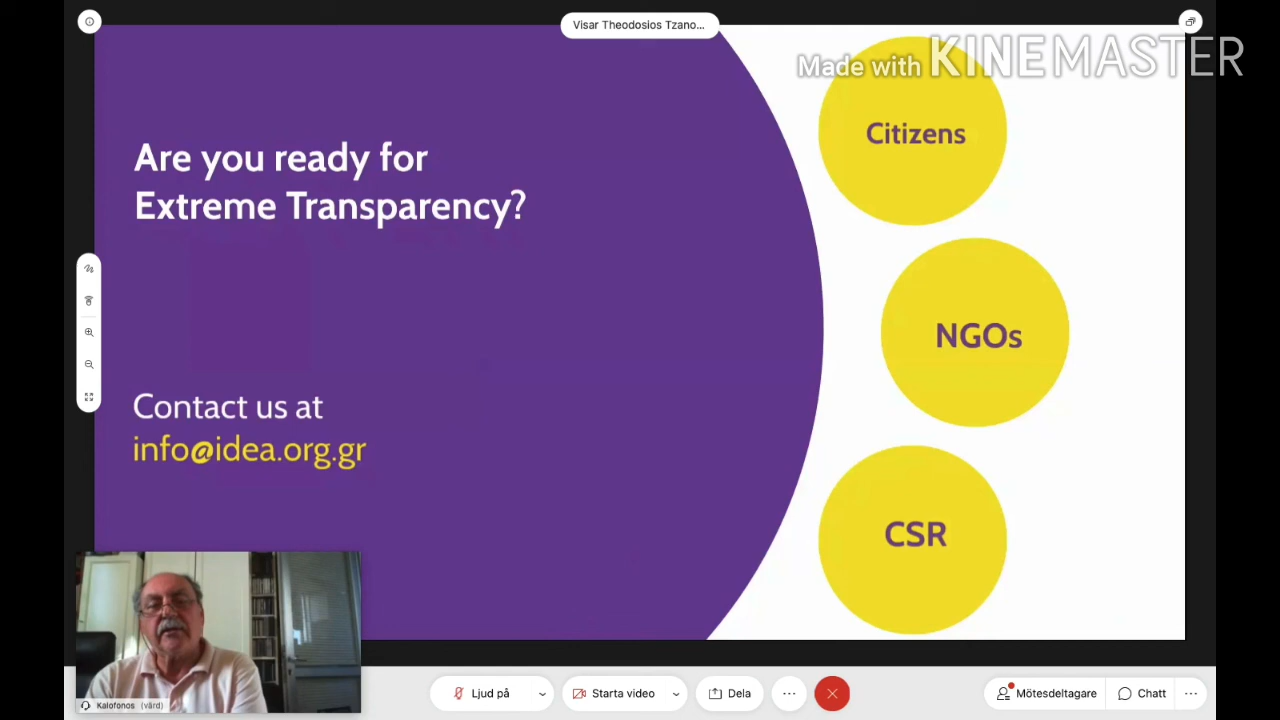 Visar Theodosios Tzano...
Made with KINEMASTER
Citizens
Are you ready for
Extreme Transparency?
NGOs
Contact us at
info@idea.org.gr
CSR
Kalofonos (värd)
Ljud på
Starta video
Dela
Mötesdeltagare
Chatt